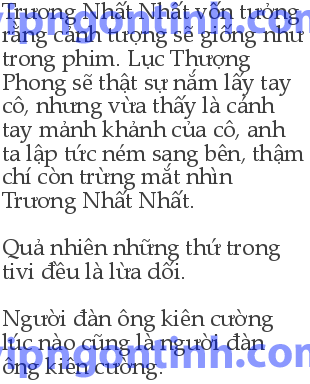 Trương Nhất Nhất vốn tưởng
rằng cảnh tượng sẽ giống như
trong phim. Lục Thượng
Phong sẽ thật sự nắm lấy tay
cô, nhưng vừa thấy là cánh
tay mảnh khảnh của cô, anh
ta lập tức ném sang bên, thậm
chí còn trừng mắt nhìn
Trương Nhất Nhất.
Quả nhiên những thứ trong
tivi đều là lừa dối.
Người đàn ông kiên cường
lúc nào cũng là người đàn
ông kiên cường.
vipngontinh.com